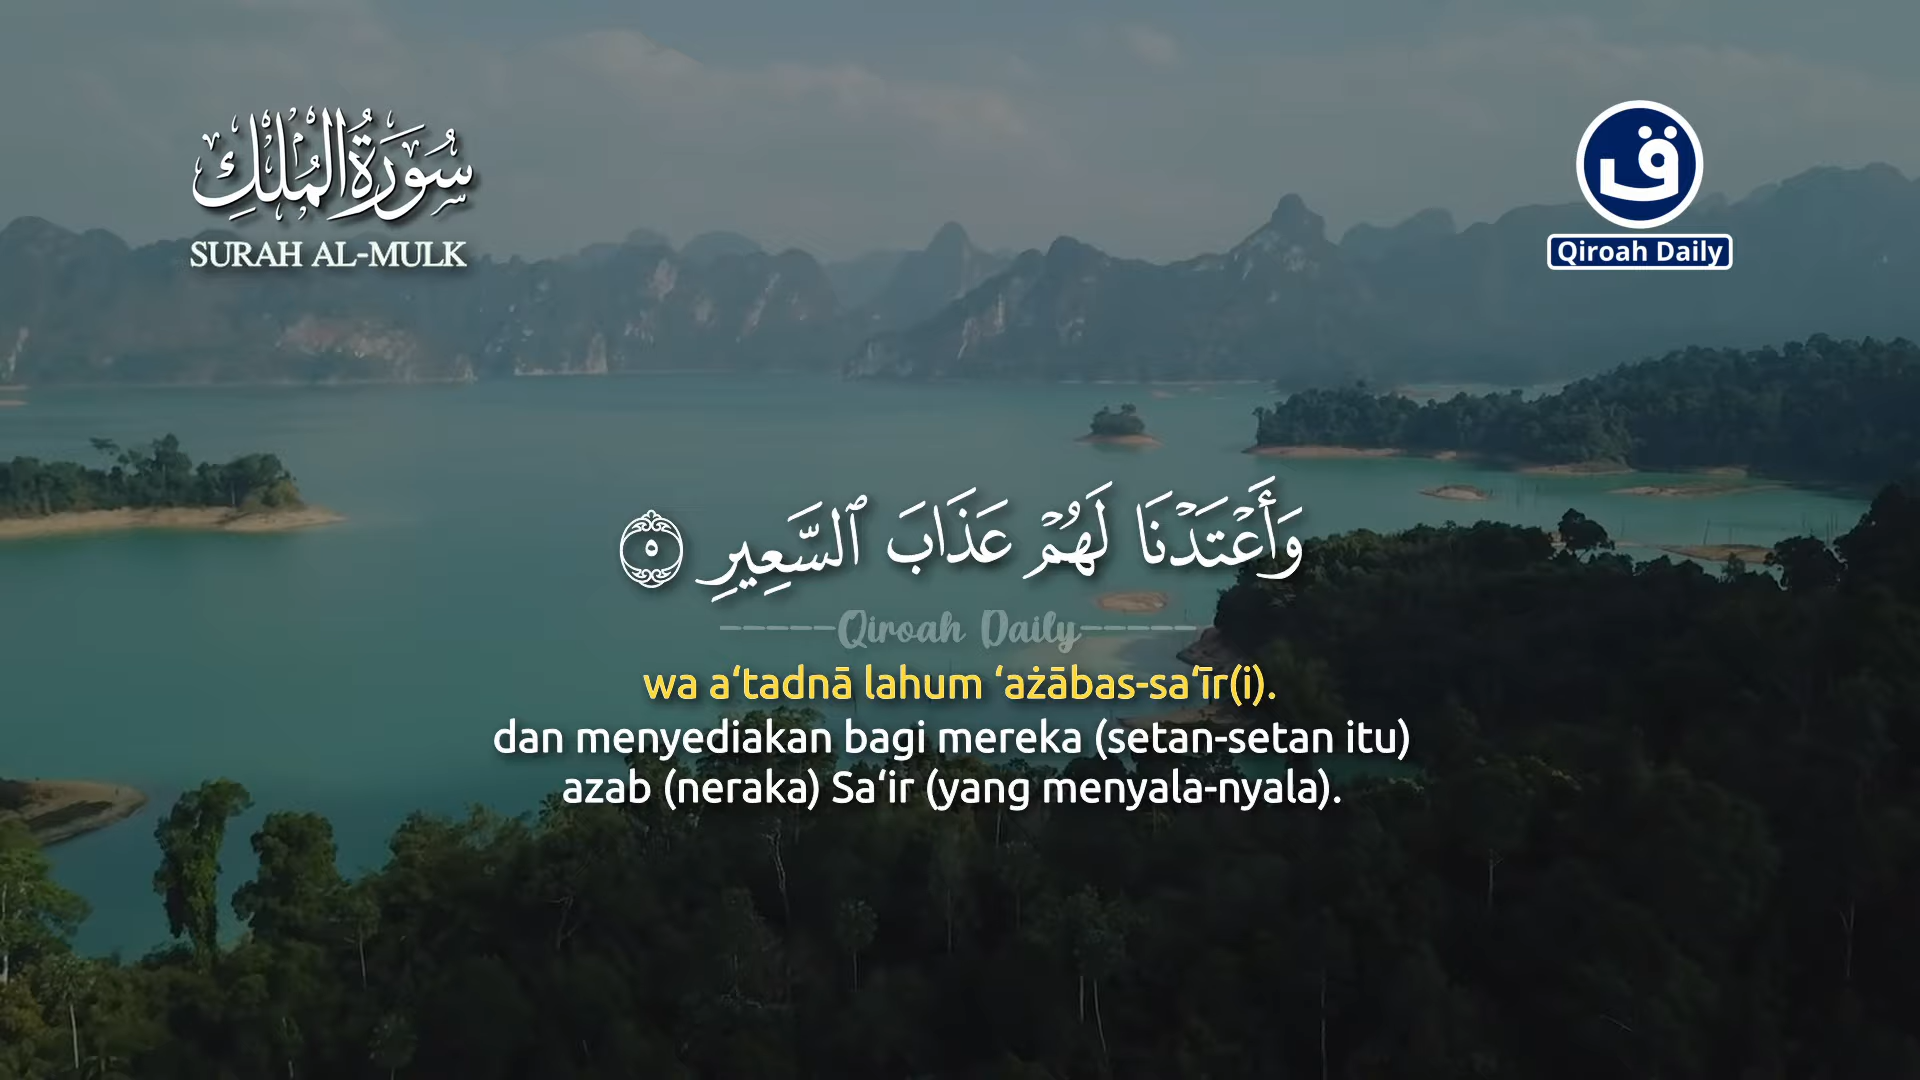 سُورَةُ الْمُلْكِ
SURAH AL-MULK
ق
Qiroah Daily
وَأَعْتَدْنَا لَهُمْ عَذَابَ ٱلسَّعِيرِ ۝٥
-----Qiroah Daily-----
wa a‘tadnā lahum ‘ażābas-sa‘īr(i).
dan menyediakan bagi mereka (setan-setan itu)
azab (neraka) Sa‘ir (yang menyala-nyala).